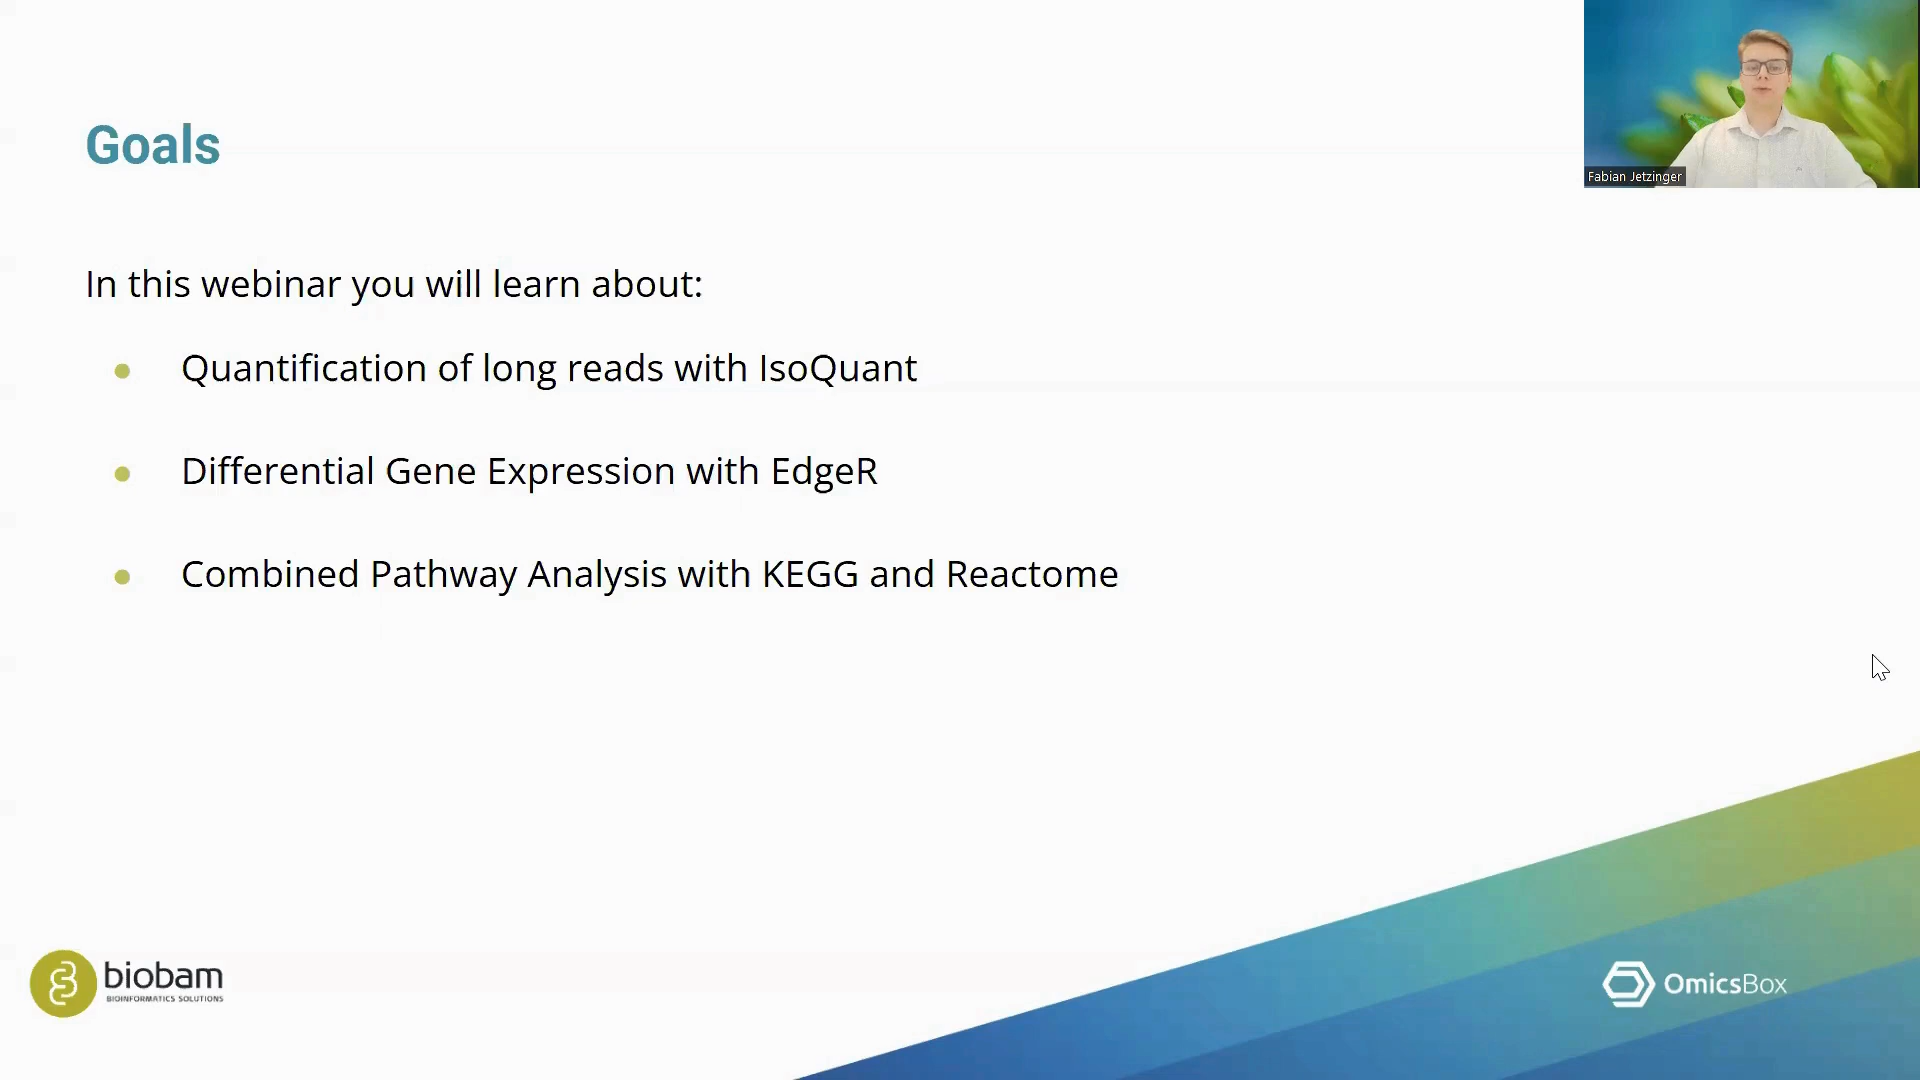 Goals
Fabian Jetzinger
In this webinar you will learn about:
Quantification of long reads with IsoQuant
Differential Gene Expression with EdgeR
Combined Pathway Analysis with KEGG and Reactome
biobam
BIOINFORMATICS SOLUTIONS
OmicsBox